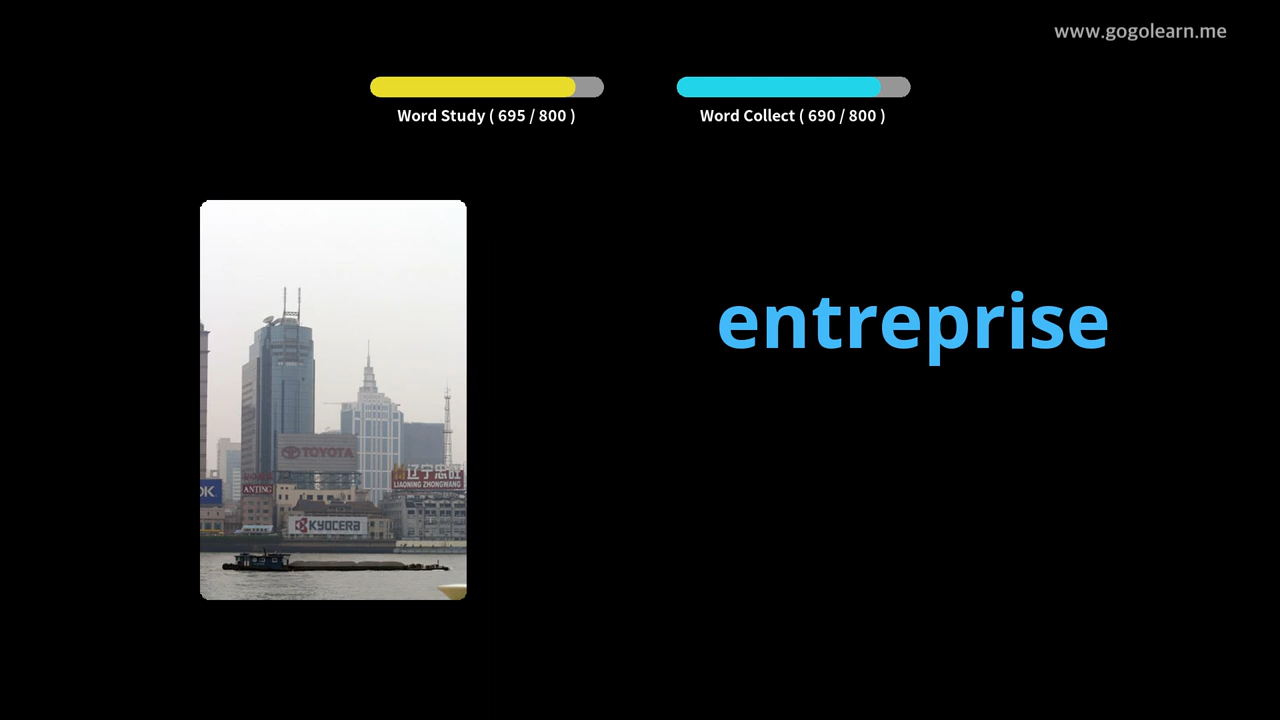 www.gogolearn.me
Word Study ( 695 / 800 )
Word Collect ( 690 / 800 )
entreprise
TOYOTA
辽宁忠旺
LIAONING ZHONGWANG
OK
ANTING
KYOCERA